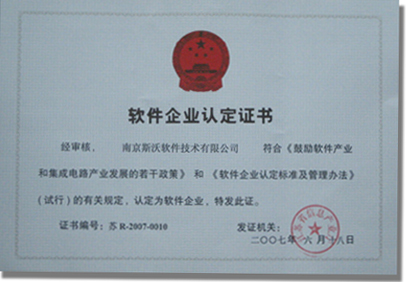 软件企业认定证书
经审核、 南京斯沃软件技术有限公司 符合《鼓励软件产业
和集成电路产业发展的若干政策》 和 《软件企业认定标准及管理办法》
(试行) 的有关规定，认定为软件企业，特发此证。
证书编号：苏 R-2007-0010 发证机关：
二〇〇七年 六 月 十八 日